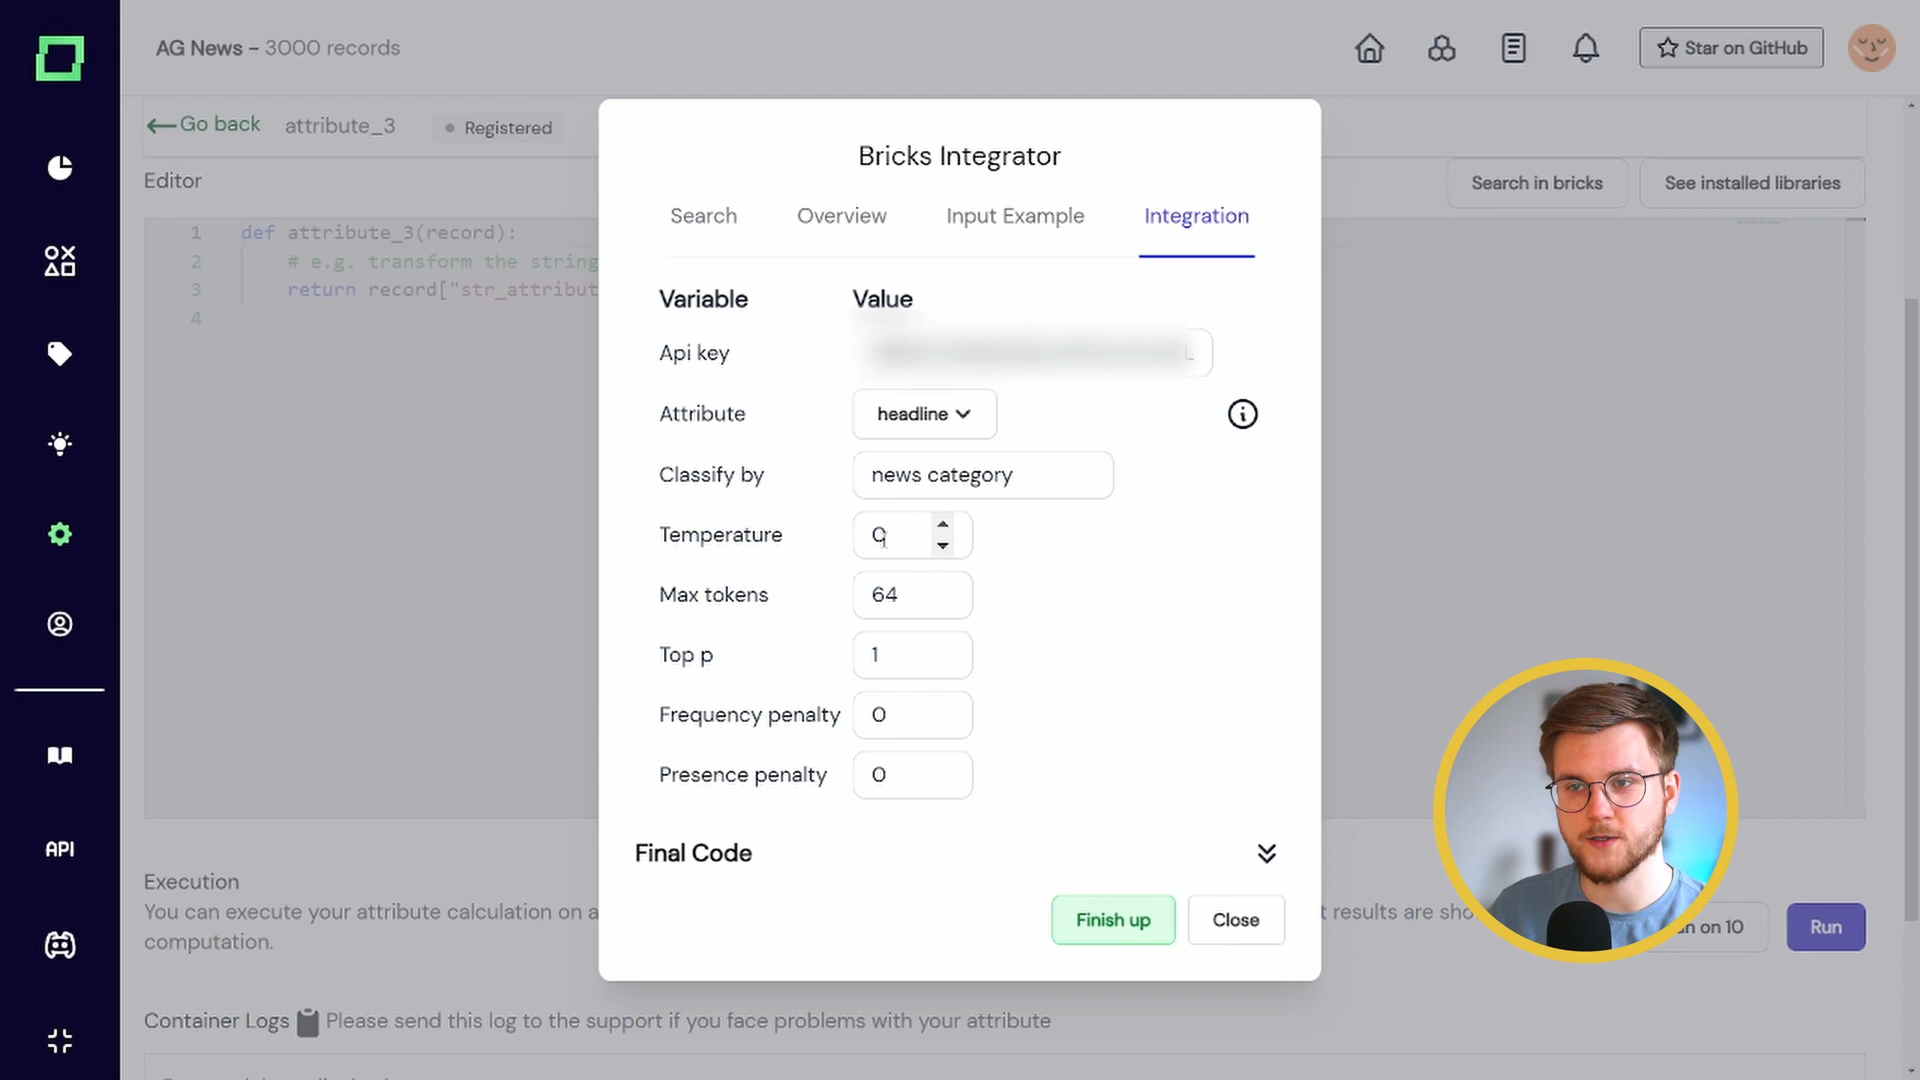 AG News – 3000 records
Star on GitHub
Go back
attribute_3
Registered
Editor
Search in bricks
See installed libraries
1 def attribute_3(record):
2 # e.g. transform the string
3 return record["str_attribut
4
Bricks Integrator
Search
Overview
Input Example
Integration
Variable
Value
Api key
Attribute
headline
Classify by
news category
Temperature
0
Max tokens
64
Top p
1
Frequency penalty
0
Presence penalty
0
Final Code
Finish up
Close
API
Execution
You can execute your attribute calculation on a
t results are sho
computation.
on 10
Run
Container Logs
Please send this log to the support if you face problems with your attribute